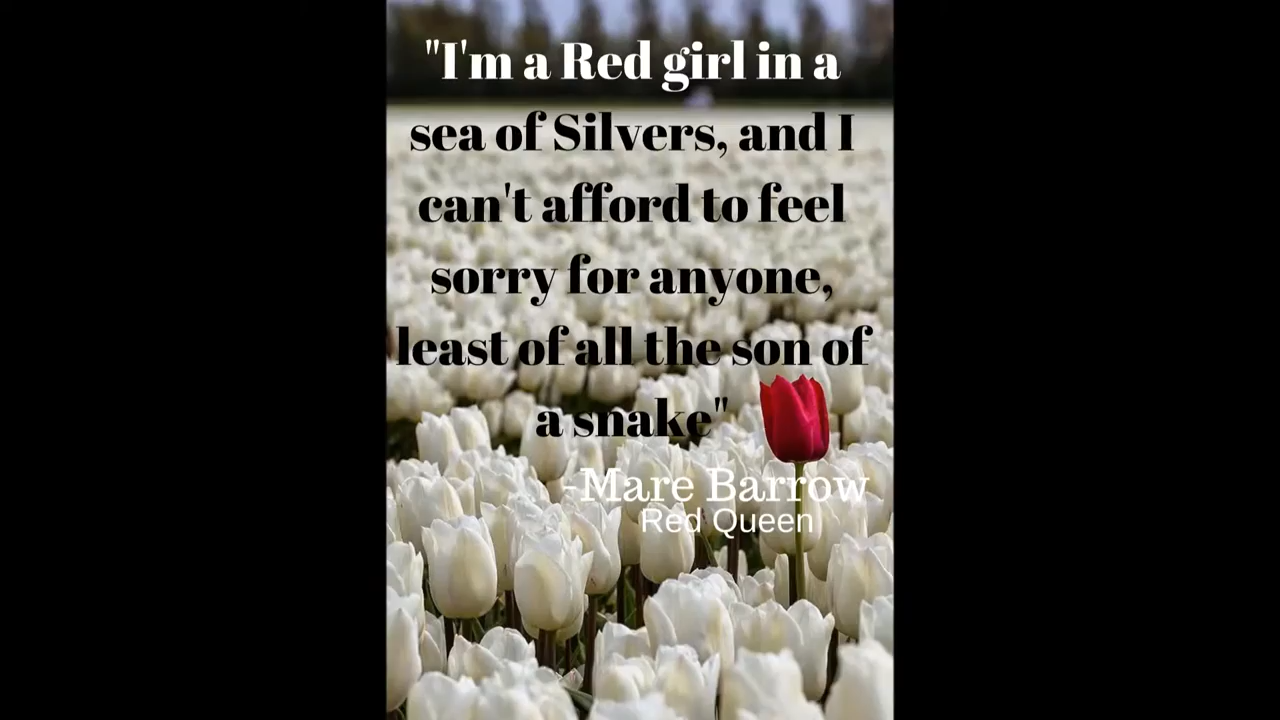 "I'm a Red girl in a
sea of Silvers, and I
can't afford to feel
sorry for anyone,
least of all the son of
a snake"
-Mare Barrow
Red Queen